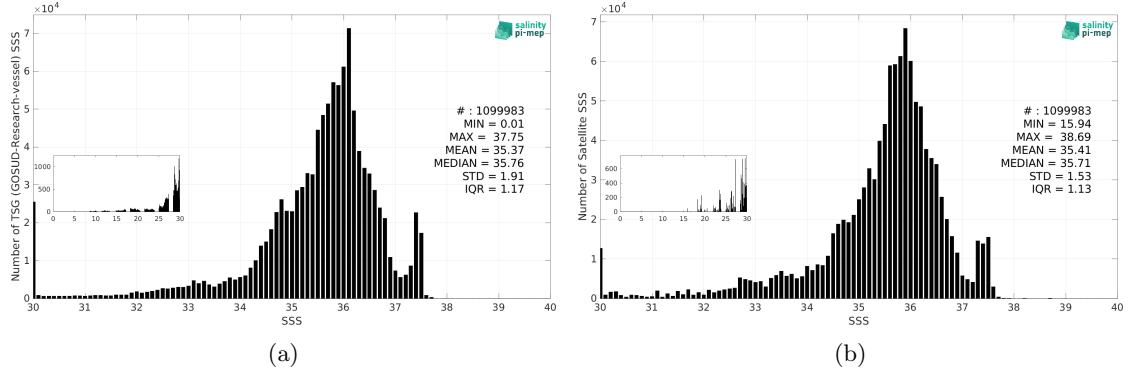 ×10⁴
salinity
pi-mep
Number of TSG (GOSUD-Research-vessel) SSS
7
6
5
4
3
2
1
0
# : 1099983
MIN = 0.01
MAX = 37.75
MEAN = 35.37
MEDIAN = 35.76
STD = 1.91
IQR = 1.17
1000
500
0
0 5 10 15 20 25 30
30 31 32 33 34 35 36 37 38 39 40
SSS
(a)
×10⁴
salinity
pi-mep
Number of Satellite SSS
7
6
5
4
3
2
1
0
# : 1099983
MIN = 15.94
MAX = 38.69
MEAN = 35.41
MEDIAN = 35.71
STD = 1.53
IQR = 1.13
600
400
200
0
0 5 10 15 20 25 30
30 31 32 33 34 35 36 37 38 39 40
SSS
(b)